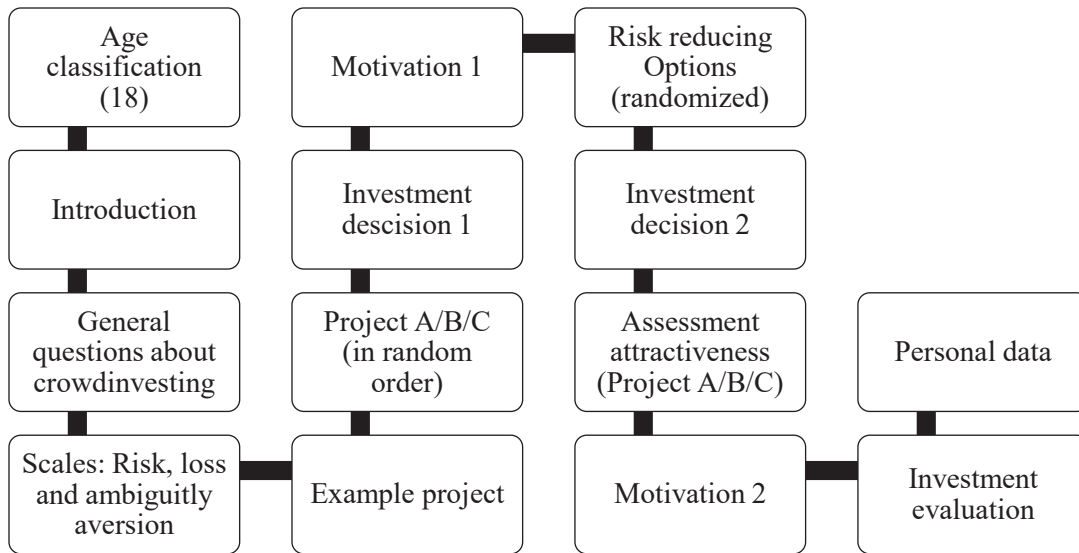 Age
classification
(18)
Introduction
General
questions about
crowdinvesting
Scales: Risk, loss
and ambiguitly
aversion
Example project
Project A/B/C
(in random
order)
Investment
descision 1
Motivation 1
Risk reducing
Options
(randomized)
Investment
decision 2
Assessment
attractiveness
(Project A/B/C)
Motivation 2
Investment
evaluation
Personal data